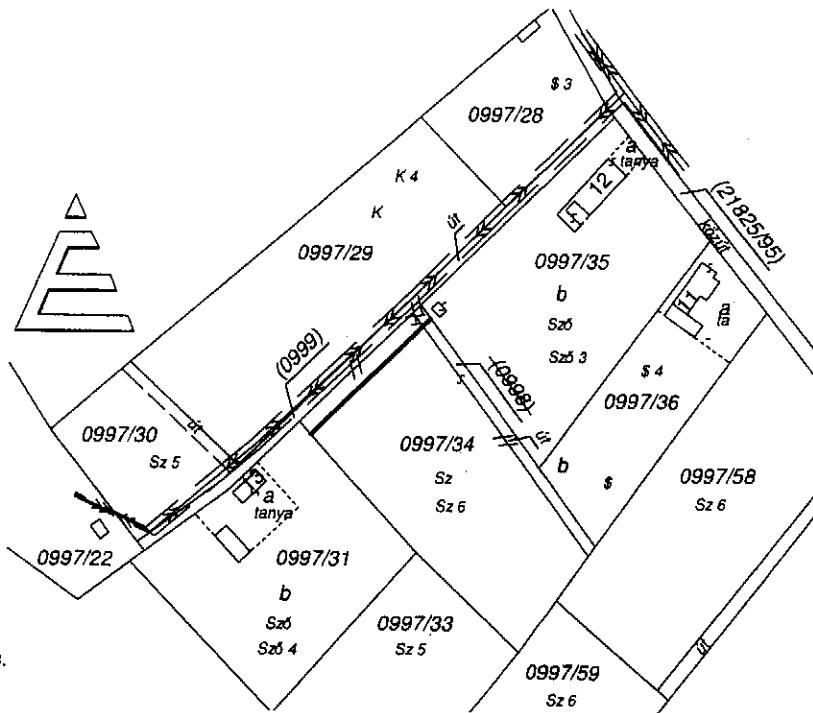 $ 3
0997/28
a
s tanya
12
K 4
K
út
0997/29
(21825/95)
közút
0997/35
b
Sző
Sző 3
11
a
ta
(0999)
(0998)
s
út
$ 4
0997/36
0997/30
Sz 5
út
0997/34
Sz
Sz 6
b
$
0997/58
Sz 6
a
tanya
0997/22
0997/31
b
Sző
Sző 4
0997/33
Sz 5
0997/59
Sz 6
út